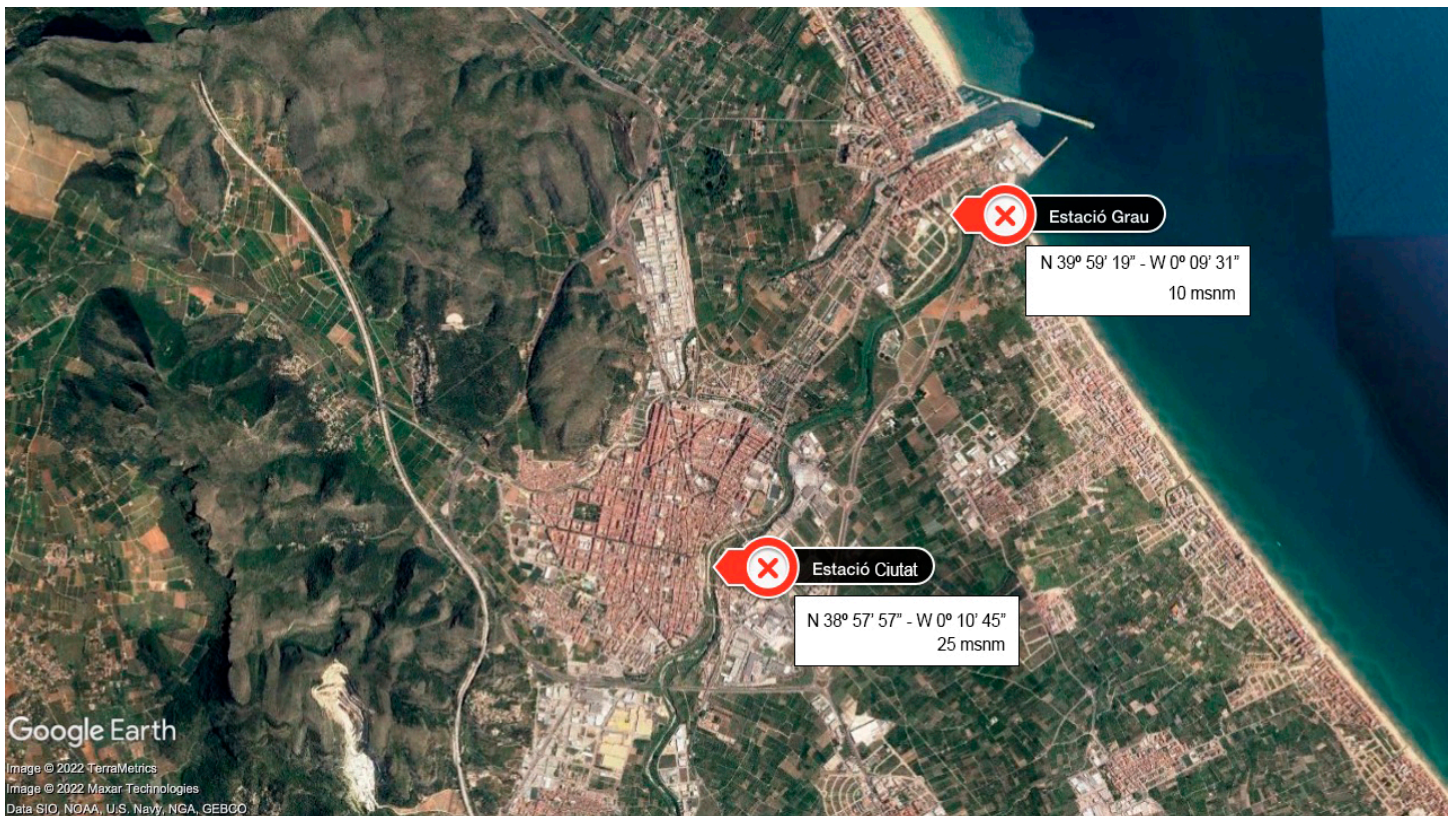 Estació Grau
N 39º 59' 19" - W 0º 09' 31"
10 msnm
Estació Ciutat
N 38º 57' 57" - W 0º 10' 45"
25 msnm
Google Earth
Image © 2022 TerraMetrics
Image © 2022 Maxar Technologies
Data SIO, NOAA, U.S. Navy, NGA, GEBCO